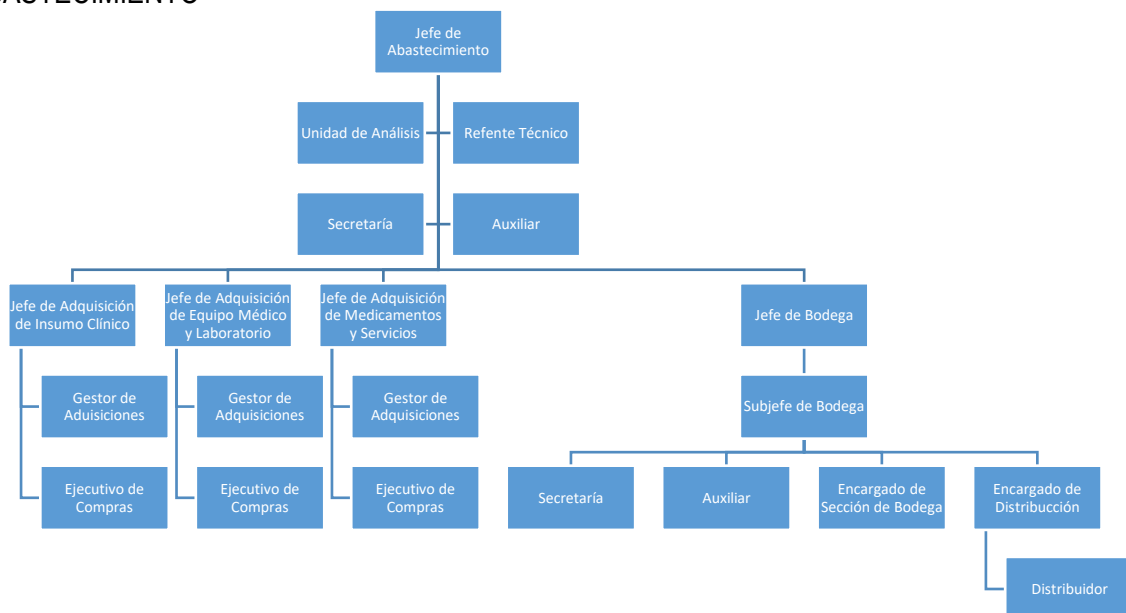 Jefe de
Abastecimiento
Unidad de Análisis
Refente Técnico
Secretaría
Auxiliar
Jefe de Adquisición
de Insumo Clínico
Jefe de Adquisición
de Equipo Médico
y Laboratorio
Jefe de Adquisición
de Medicamentos
y Servicios
Jefe de Bodega
Gestor de
Aduisiciones
Gestor de
Adquisiciones
Gestor de
Adquisiciones
Subjefe de Bodega
Ejecutivo de
Compras
Ejecutivo de
Compras
Ejecutivo de
Compras
Secretaría
Auxiliar
Encargado de
Sección de Bodega
Encargado de
Distribucción
Distribuidor